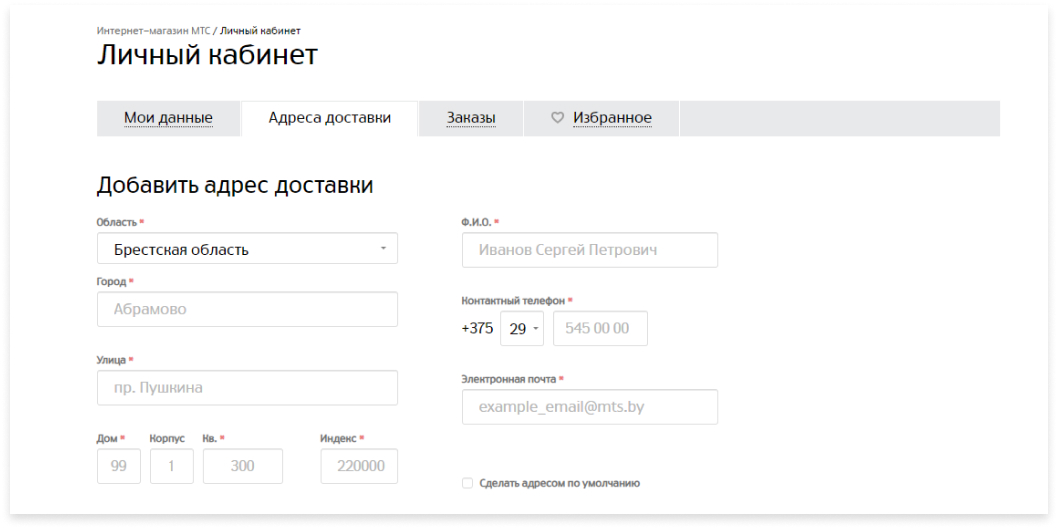 Интернет-магазин МТС / Личный кабинет
Личный кабинет
Мои данные Адреса доставки Заказы Избранное
Добавить адрес доставки
Область *
Брестская область
Город *
Абрамово
Улица *
пр. Пушкина
Дом * Корпус Кв. * Индекс *
99 1 300 220000
Ф.И.О. *
Иванов Сергей Петрович
Контактный телефон *
+375 29 545 00 00
Электронная почта *
example_email@mts.by
Сделать адресом по умолчанию